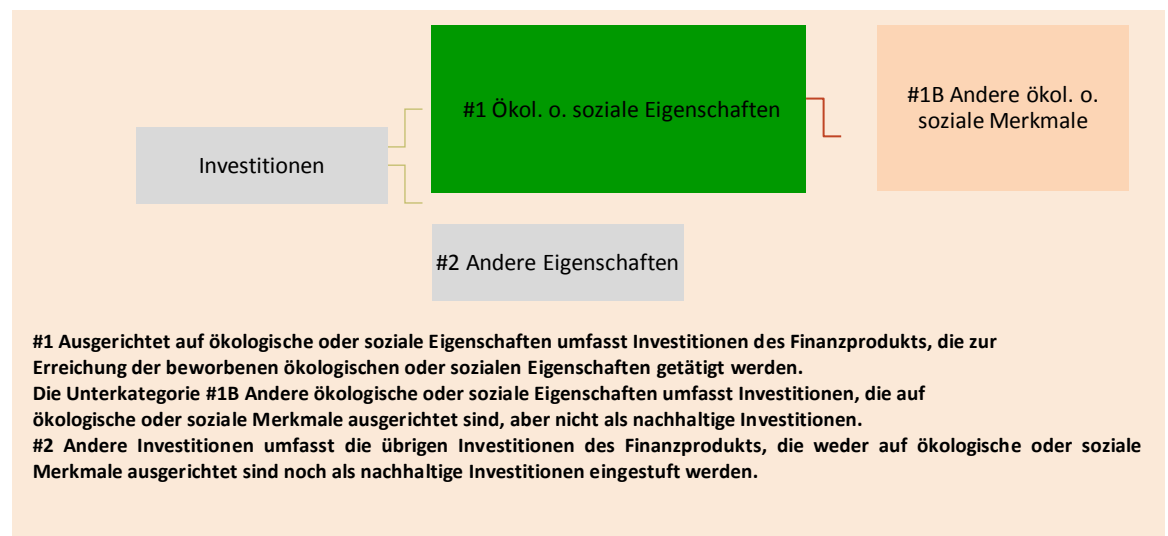 #1 Ökol. o. soziale Eigenschaften
#1B Andere ökol. o.
soziale Merkmale
Investitionen
#2 Andere Eigenschaften
#1 Ausgerichtet auf ökologische oder soziale Eigenschaften umfasst Investitionen des Finanzprodukts, die zur
Erreichung der beworbenen ökologischen oder sozialen Eigenschaften getätigt werden.
Die Unterkategorie #1B Andere ökologische oder soziale Eigenschaften umfasst Investitionen, die auf
ökologische oder soziale Merkmale ausgerichtet sind, aber nicht als nachhaltige Investitionen.
#2 Andere Investitionen umfasst die übrigen Investitionen des Finanzprodukts, die weder auf ökologische oder soziale
Merkmale ausgerichtet sind noch als nachhaltige Investitionen eingestuft werden.